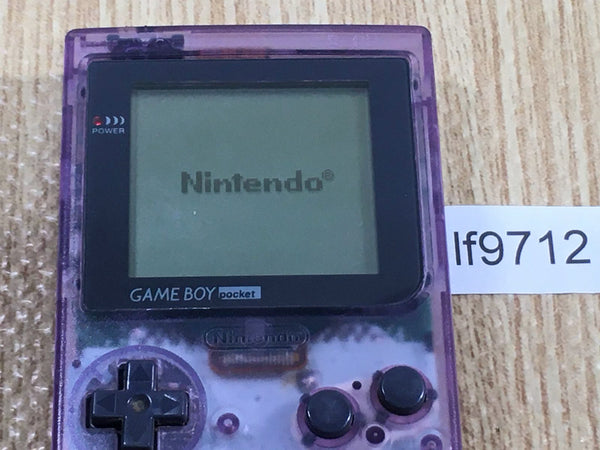 POWER
Nintendo®
lf9712
GAME BOY pocket
Nintendo